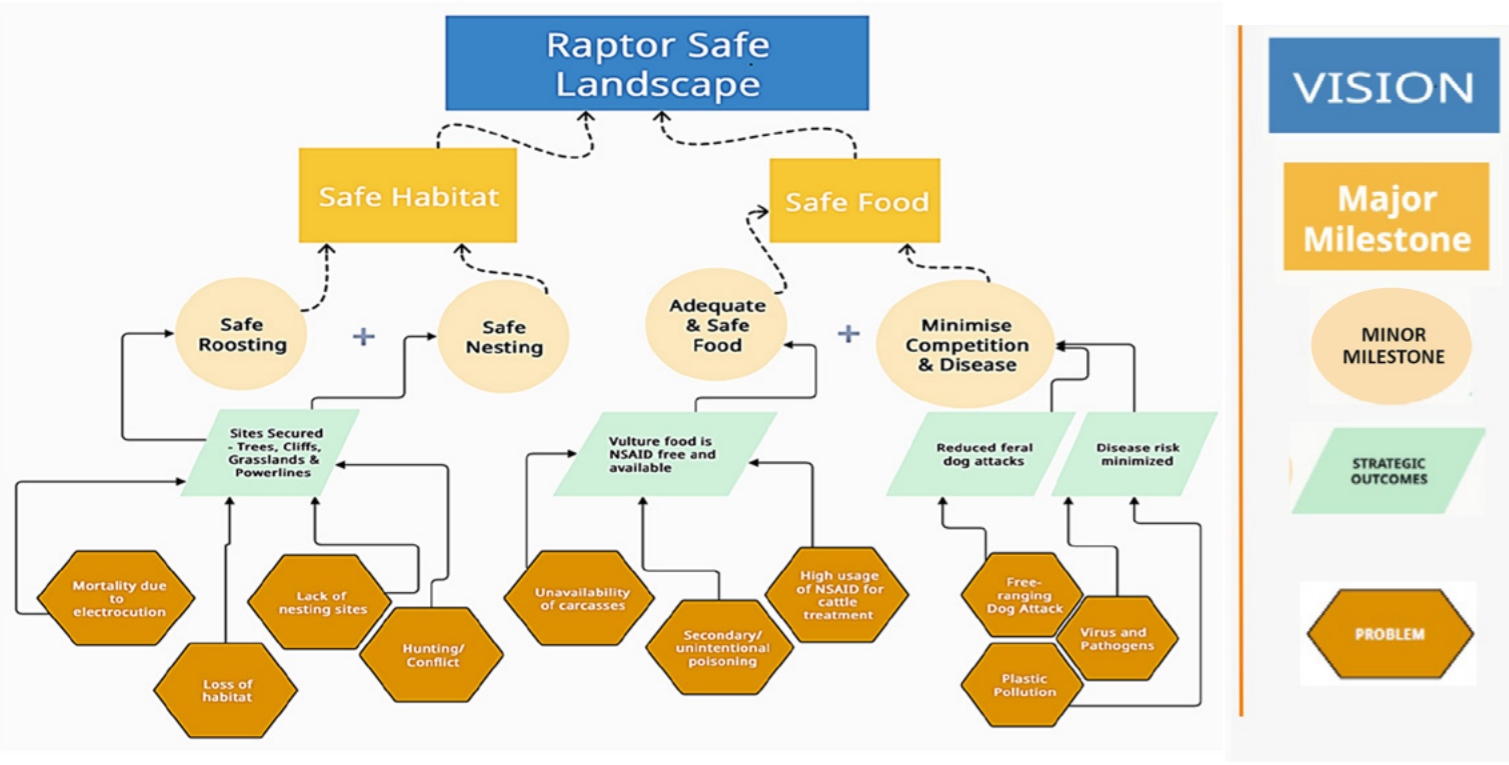 Raptor Safe
Landscape
Safe Habitat
Safe Food
Safe
Roosting
+
Safe
Nesting
Adequate
& Safe
Food
+
Minimise
Competition
& Disease
Sites Secured
- Trees, Cliffs,
Grasslands &
Powerlines
Vulture food is
NSAID free and
available
Reduced feral
dog attacks
Disease risk
minimized
Mortality due
to
electrocution
Loss of
habitat
Lack of
nesting sites
Hunting/
Conflict
Unavailability
of carcasses
Secondary/
unintentional
poisoning
High usage
of NSAID for
cattle
treatment
Free-
ranging
Dog Attack
Virus and
Pathogens
Plastic
Pollution
VISION
Major
Milestone
MINOR
MILESTONE
STRATEGIC
OUTCOMES
PROBLEM